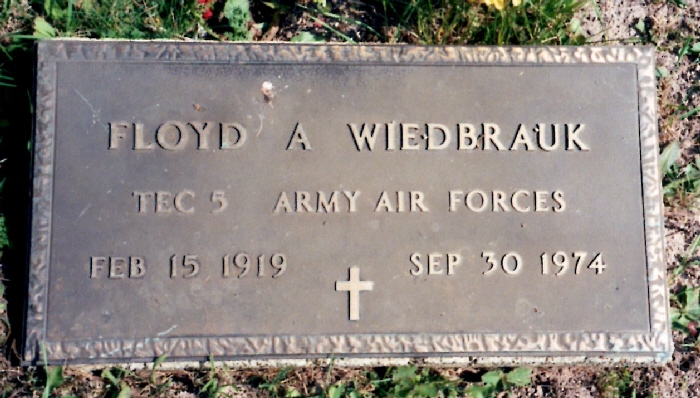 FLOYD A WIEDBRAUK
TEC 5 ARMY AIR FORCES
FEB 15 1919 SEP 30 1974